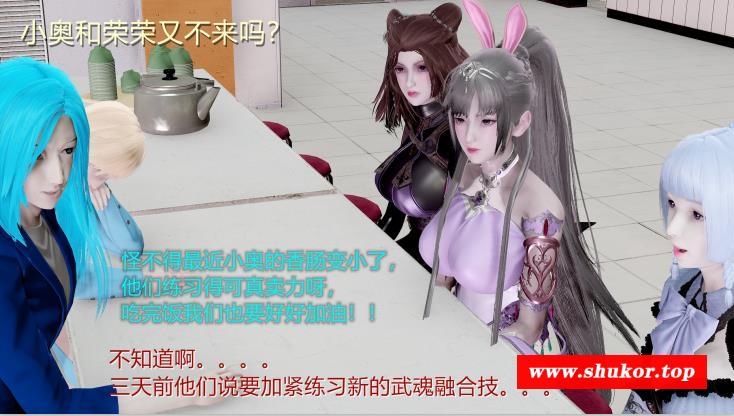 小奥和荣荣又不来吗?
怪不得最近小奥的香肠变小了，
他们练习得可真卖力呀，
吃完饭我们也要好好加油！！
不知道啊。。。。
三天前他们说要加紧练习新的武魂融合技。。。
www.shukor.top